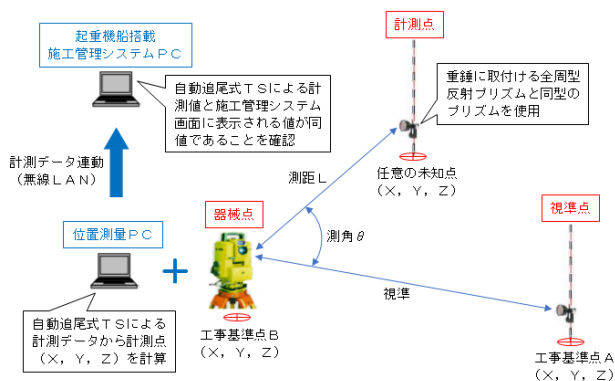 起重機船搭載
施工管理システムPC
自動追尾式TSによる計
測値と施工管理システム
画面に表示される値が同
値であることを確認
計測点
重錘に取付ける全周型
反射プリズムと同型の
プリズムを使用
計測データ連動
(無線LAN)
測距L
任意の未知点
(X,Y,Z)
位置測量PC
器械点
測角θ
視準点
視準
自動追尾式TSによる
計測データから計測点
(X,Y,Z)を計算
工事基準点B
(X,Y,Z)
工事基準点A
(X,Y,Z)